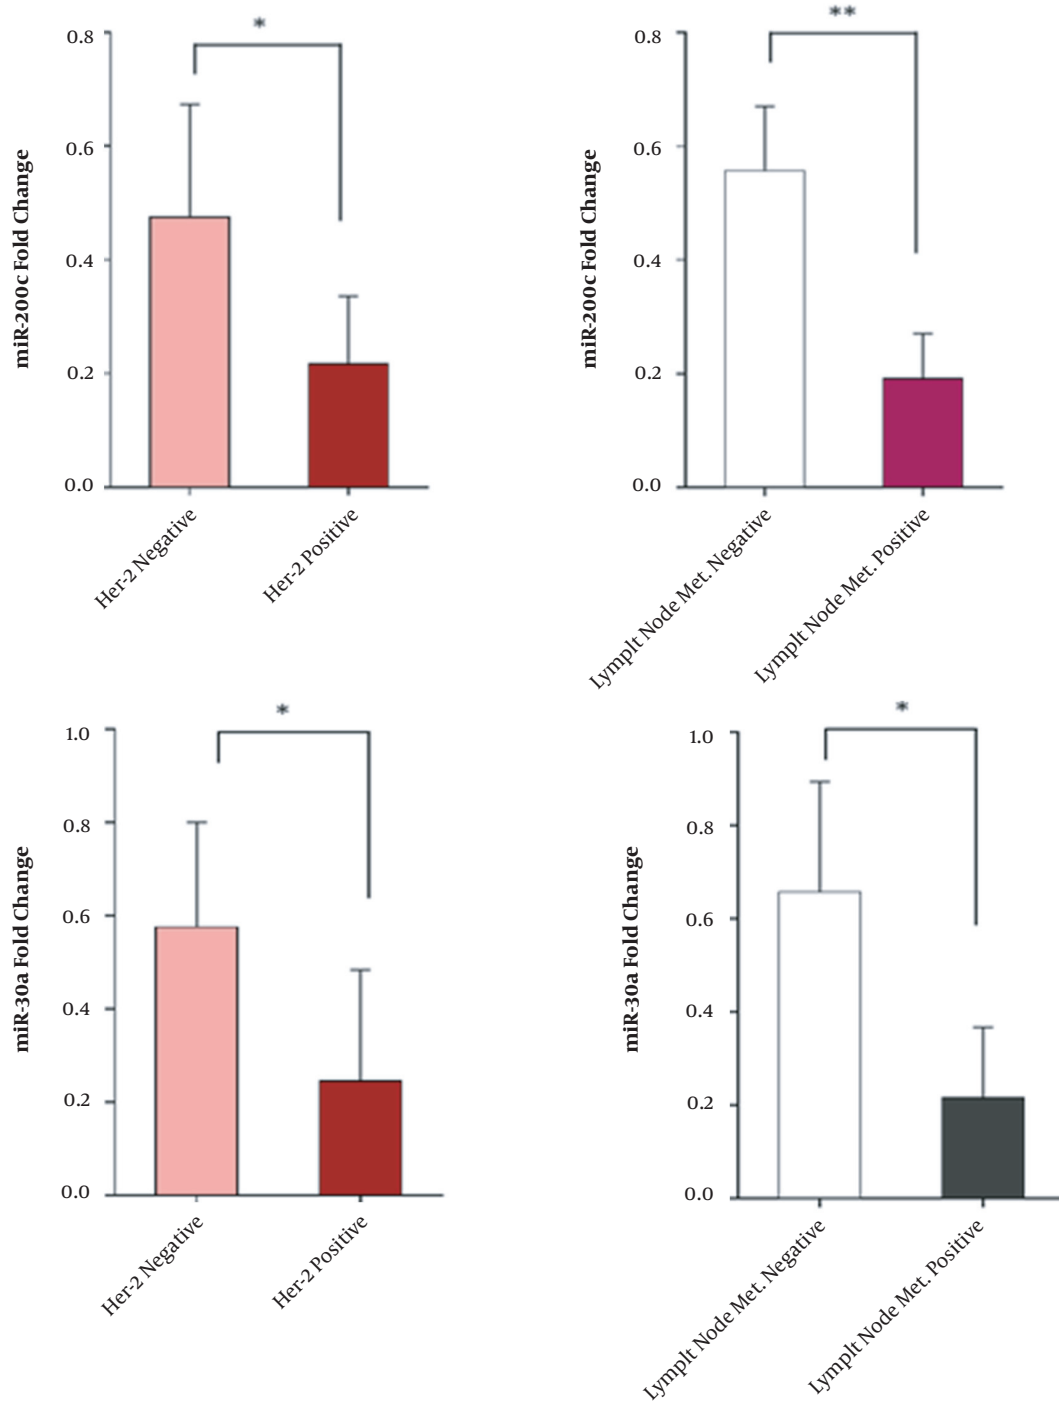 *
0.8
0.6
0.4
0.2
0.0
miR-200c Fold Change
Her-2 Negative
Her-2 Positive
**
0.8
0.6
0.4
0.2
0.0
miR-200c Fold Change
Lymplt Node Met. Negative
Lymplt Node Met. Positive
*
1.0
0.8
0.6
0.4
0.2
0.0
miR-30a Fold Change
Her-2 Negative
Her-2 Positive
*
1.0
0.8
0.6
0.4
0.2
0.0
miR-30a Fold Change
Lymplt Node Met. Negative
Lymplt Node Met. Positive